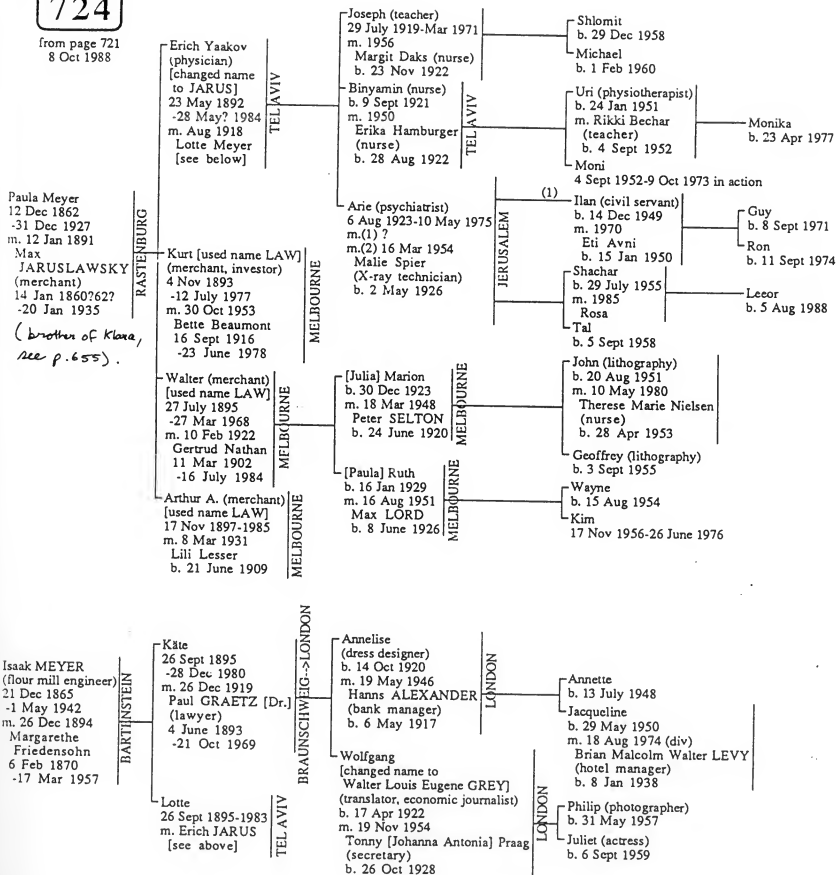 724
from page 721
8 Oct 1988
Paula Meyer
12 Dec 1862
-31 Dec 1927
m. 12 Jan 1891
Max
JARUSLAWSKY
(merchant)
14 Jan 1860?62?
-20 Jan 1935
(brother of Klara,
see p.655).
RASTENBURG
Erich Yaakov
(physician)
[changed name
to JARUS]
23 May 1892
-28 May? 1984
m. Aug 1918
Lotte Meyer
[see below]
TEL AVIV
Kurt [used name LAW]
(merchant, investor)
4 Nov 1893
-12 July 1977
m. 30 Oct 1953
Bette Beaumont
16 Sept 1916
-23 June 1978
MELBOURNE
Walter (merchant)
[used name LAW]
27 July 1895
-27 Mar 1968
m. 10 Feb 1922
Gertrud Nathan
11 Mar 1902
-16 July 1984
MELBOURNE
Arthur A. (merchant)
[used name LAW]
17 Nov 1897-1985
m. 8 Mar 1931
Lili Lesser
b. 21 June 1909
MELBOURNE
Joseph (teacher)
29 July 1919-Mar 1971
m. 1956
Margit Daks (nurse)
b. 23 Nov 1922
Binyamin (nurse)
b. 9 Sept 1921
m. 1950
Erika Hamburger
(nurse)
b. 28 Aug 1922
TEL AVIV
Arie (psychiatrist)
6 Aug 1923-10 May 1975
m.(1) ?
m.(2) 16 Mar 1954
Malie Spier
(X-ray technician)
b. 2 May 1926
JERUSALEM
[Julia] Marion
b. 30 Dec 1923
m. 18 Mar 1948
Peter SELTON
b. 24 June 1920
MELBOURNE
[Paula] Ruth
b. 16 Jan 1929
m. 16 Aug 1951
Max LORD
b. 8 June 1926
MELBOURNE
Shlomit
b. 29 Dec 1958
Michael
b. 1 Feb 1960
Uri (physiotherapist)
b. 24 Jan 1951
m. Rikki Bechar
(teacher)
b. 4 Sept 1952
Moni
4 Sept 1952-9 Oct 1973 in action
(1)
Ilan (civil servant)
b. 14 Dec 1949
m. 1970
Eti Avni
b. 15 Jan 1950
Shachar
b. 29 July 1955
m. 1985
Rosa
Tal
b. 5 Sept 1958
John (lithography)
b. 20 Aug 1951
m. 10 May 1980
Therese Marie Nielsen
(nurse)
b. 28 Apr 1953
Geoffrey (lithography)
b. 3 Sept 1955
Wayne
b. 15 Aug 1954
Kim
17 Nov 1956-26 June 1976
Monika
b. 23 Apr 1977
Guy
b. 8 Sept 1971
Ron
b. 11 Sept 1974
Leeor
b. 5 Aug 1988
Isaak MEYER
(flour mill engineer)
21 Dec 1865
-1 May 1942
m. 26 Dec 1894
Margarethe
Friedensohn
6 Feb 1870
-17 Mar 1957
BARTENSTEIN
Käte
26 Sept 1895
-28 Dec 1980
m. 26 Dec 1919
Paul GRAETZ [Dr.]
(lawyer)
4 June 1893
-21 Oct 1969
BRAUNSCHWEIG-->LONDON
Lotte
26 Sept 1895-1983
m. Erich JARUS
[see above]
TEL AVIV
Annelise
(dress designer)
b. 14 Oct 1920
m. 19 May 1946
Hanns ALEXANDER
(bank manager)
b. 6 May 1917
LONDON
Wolfgang
[changed name to
Walter Louis Eugene GREY]
(translator, economic journalist)
b. 17 Apr 1922
m. 19 Nov 1954
Tonny [Johanna Antonia] Praag
(secretary)
b. 26 Oct 1928
LONDON
Annette
b. 13 July 1948
Jacqueline
b. 29 May 1950
m. 18 Aug 1974 (div)
Brian Malcolm Walter LEVY
(hotel manager)
b. 8 Jan 1938
Philip (photographer)
b. 31 May 1957
Juliet (actress)
b. 6 Sept 1959